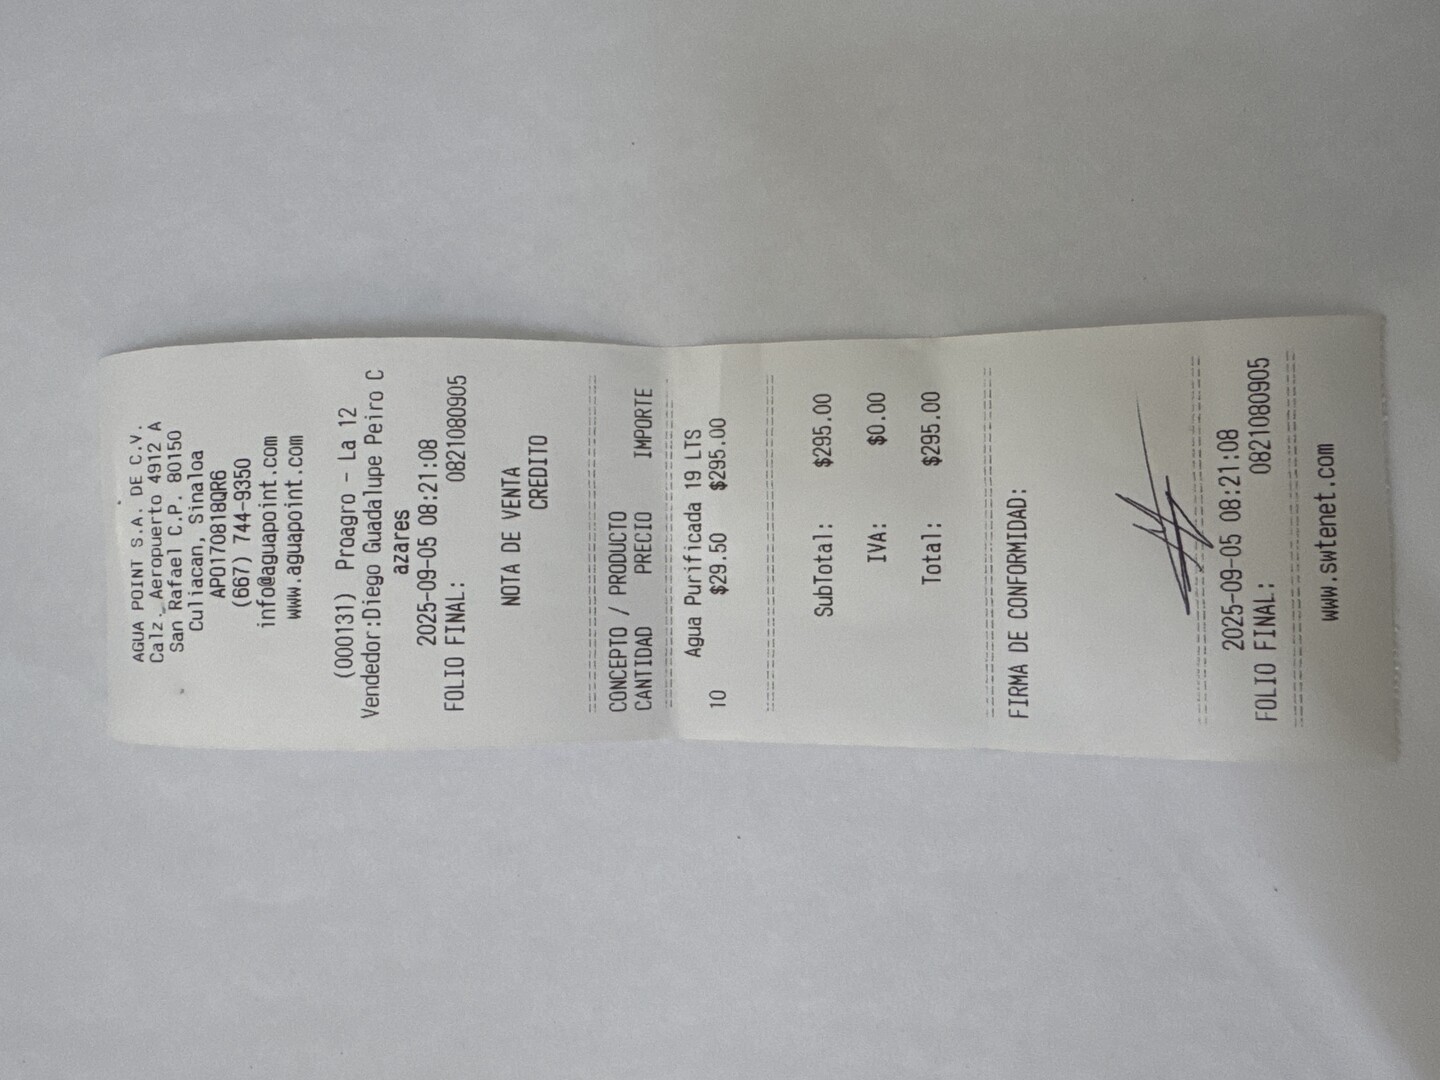 AGUA POINT S.A. DE C.V.
Calz. Aeropuerto 4912 A
San Rafael C.P. 80150
Culiacan, Sinaloa
APO170818QR6
(667) 744-9350
info@aguapoint.com
www.aguapoint.com
(000131) Proagro - La 12
Vendedor:Diego Guadalupe Peiro C
azares
2025-09-05 08:21:08
FOLIO FINAL: 0821080905
NOTA DE VENTA
CREDITO
================================
CONCEPTO / PRODUCTO
CANTIDAD PRECIO IMPORTE
================================
Agua Purificada 19 LTS
10 $29.50 $295.00
================================
SubTotal: $295.00
IVA: $0.00
Total: $295.00
================================
FIRMA DE CONFORMIDAD:
================================
2025-09-05 08:21:08
FOLIO FINAL: 0821080905
================================
www.swtenet.com